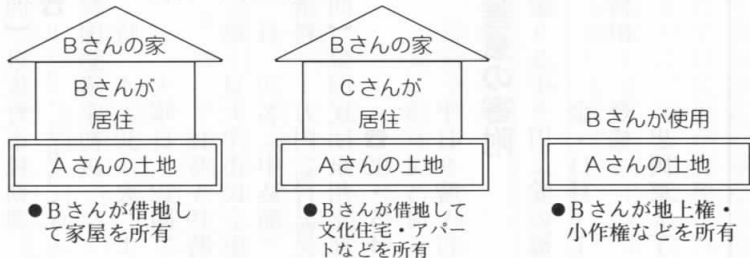 Bさんの家
Bさんが
居住
Aさんの土地
●Bさんが借地し
て家屋を所有
Bさんの家
Cさんが
居住
Aさんの土地
●Bさんが借地して
文化住宅・アパー
トなどを所有
Bさんが使用
Aさんの土地
●Bさんが地上権・
小作権などを所有